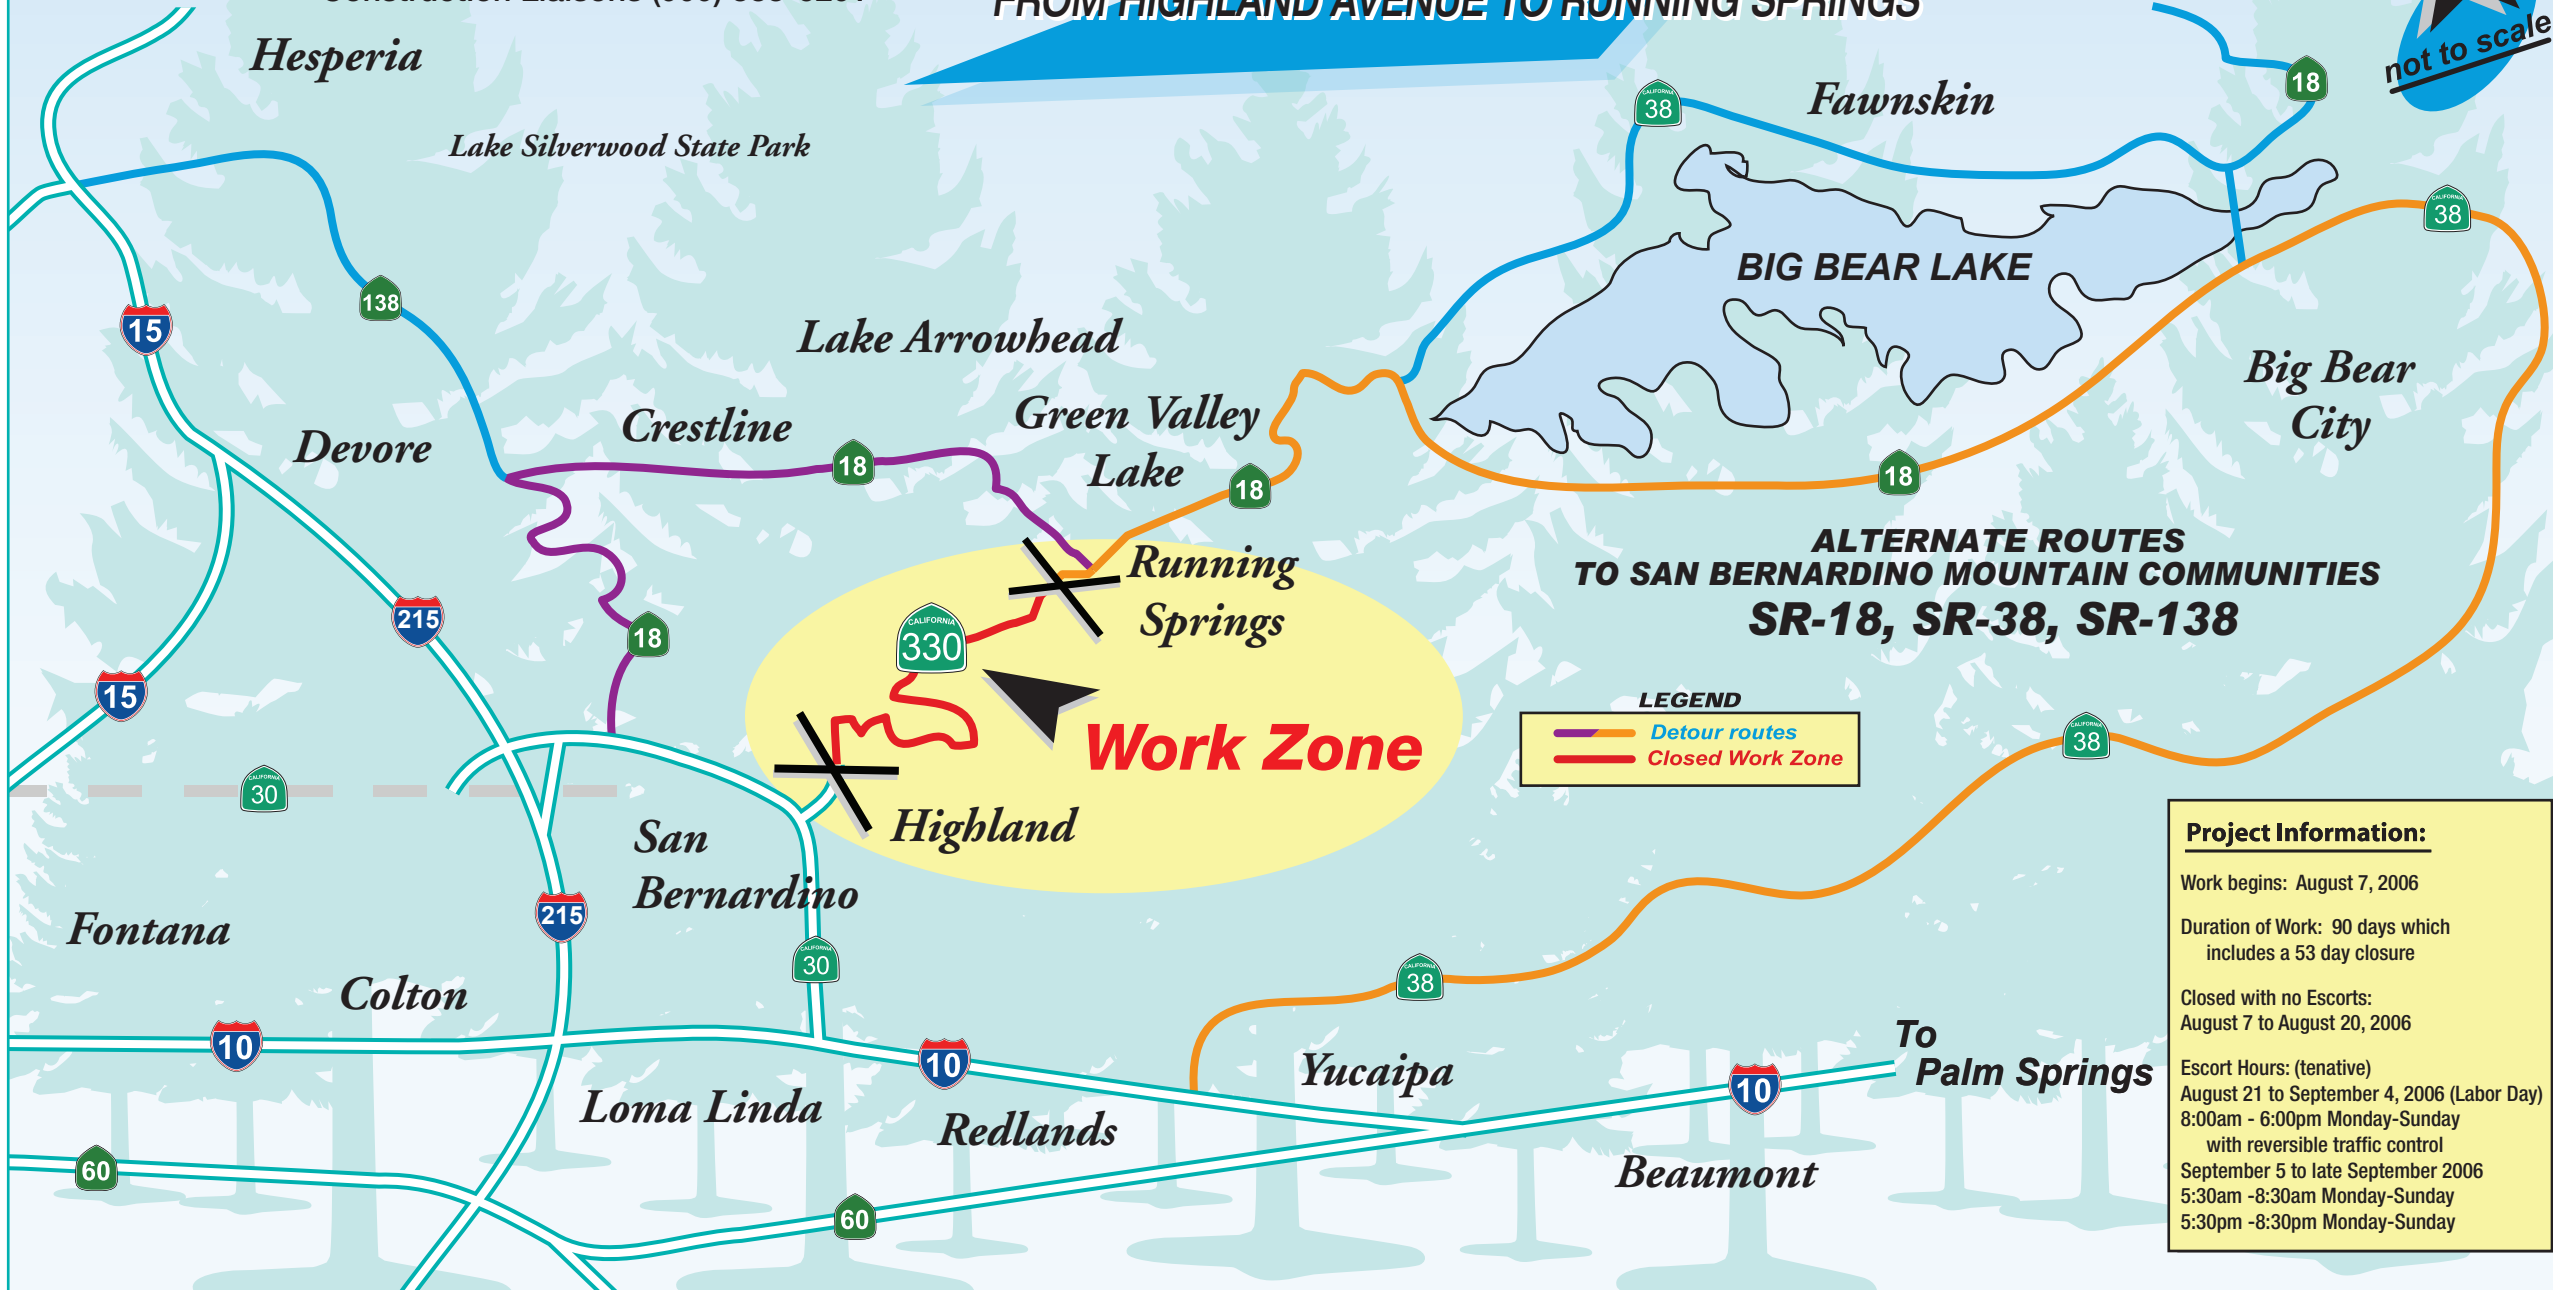 FROM HIGHLAND AVENUE TO RUNNING SPRINGS
not to scale
Hesperia
Lake Silverwood State Park
Fawnskin
CALIFORNIA
38
18
CALIFORNIA
38
BIG BEAR LAKE
138
15
Lake Arrowhead
Green Valley
Lake
Big Bear
City
Crestline
Devore
18
18
18
ALTERNATE ROUTES
TO SAN BERNARDINO MOUNTAIN COMMUNITIES
SR-18, SR-38, SR-138
Running
Springs
215
18
CALIFORNIA
330
15
Work Zone
LEGEND
Detour routes
Closed Work Zone
CALIFORNIA
38
CALIFORNIA
30
Highland
San
Bernardino
Fontana
215
CALIFORNIA
30
CALIFORNIA
38
Colton
10
10
10
To
Palm Springs
Yucaipa
Loma Linda
Redlands
Beaumont
60
60
Project Information:
Work begins: August 7, 2006
Duration of Work: 90 days which
includes a 53 day closure
Closed with no Escorts:
August 7 to August 20, 2006
Escort Hours: (tenative)
August 21 to September 4, 2006 (Labor Day)
8:00am - 6:00pm Monday-Sunday
with reversible traffic control
September 5 to late September 2006
5:30am -8:30am Monday-Sunday
5:30pm -8:30pm Monday-Sunday